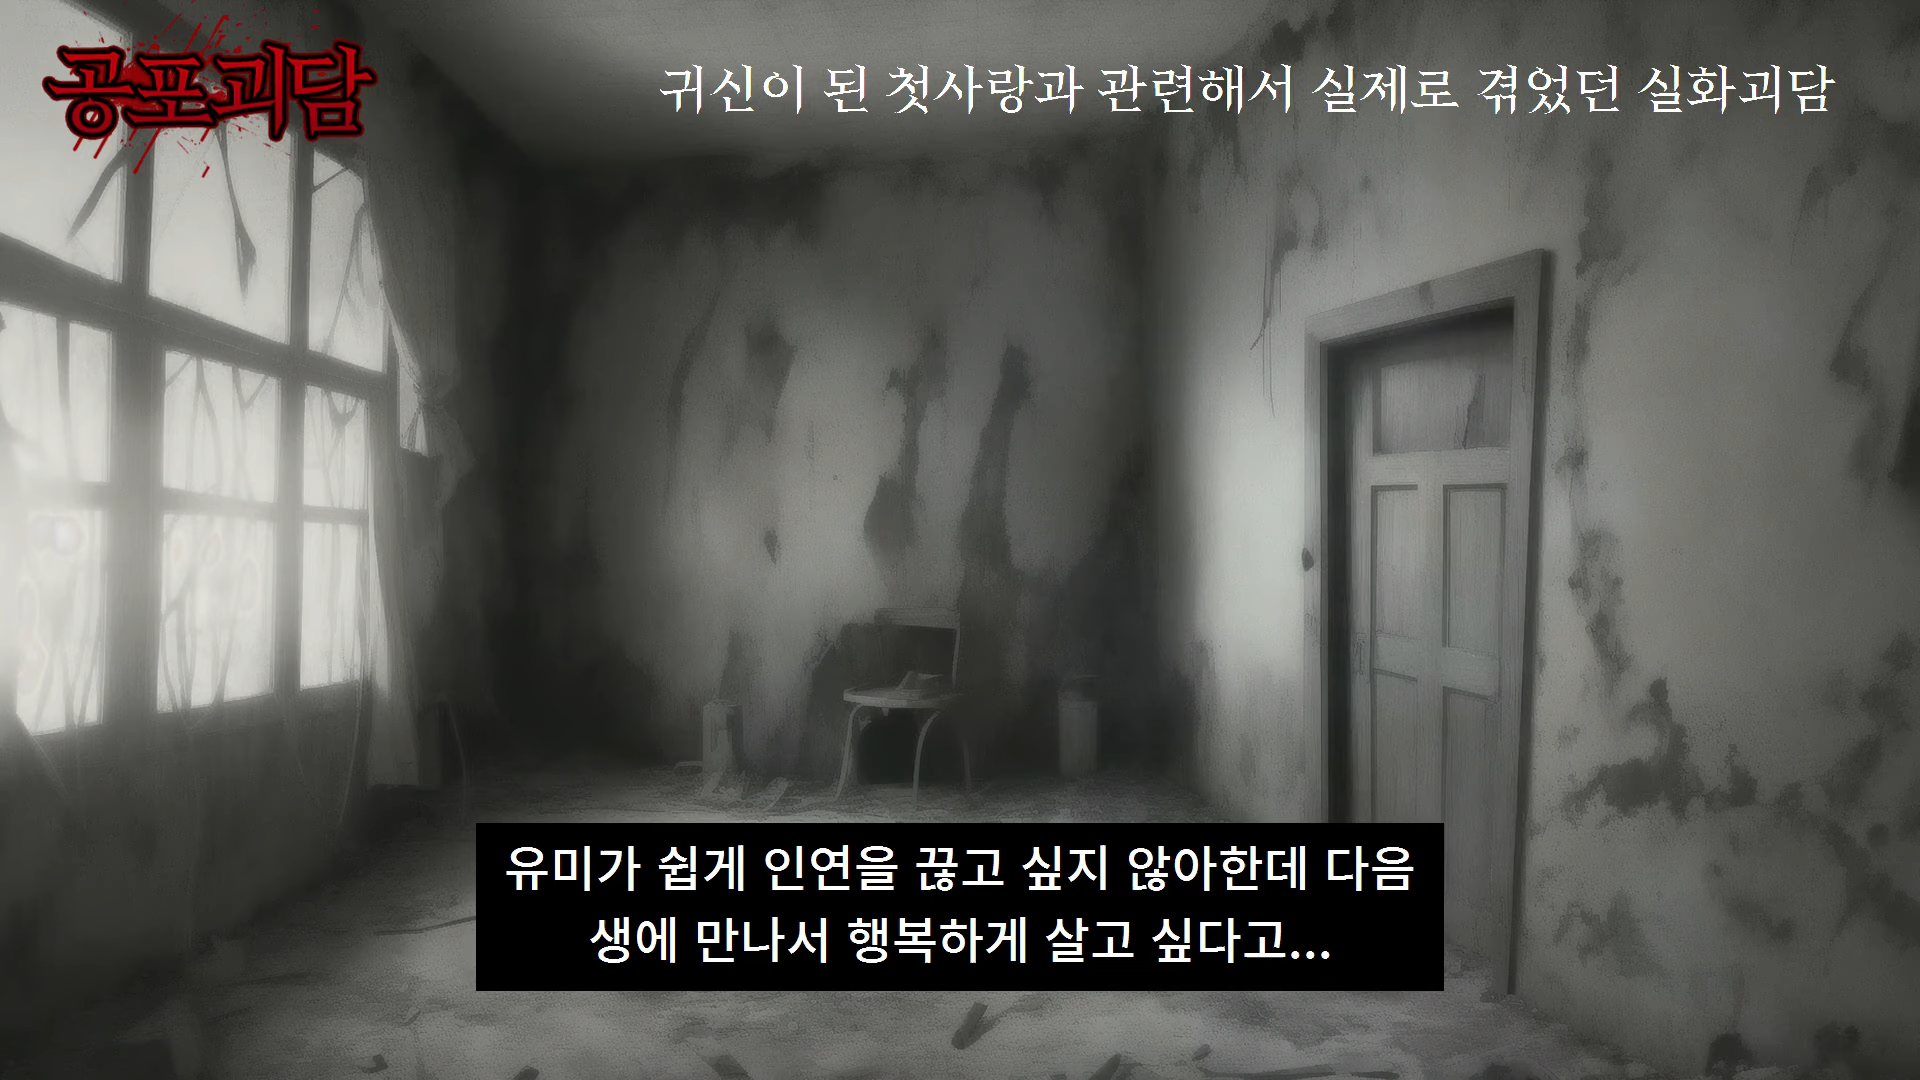 공포괴담
귀신이 된 첫사랑과 관련해서 실제로 겪었던 실화괴담
유미가 쉽게 인연을 끊고 싶지 않아한데 다음
생에 만나서 행복하게 살고 싶다고...